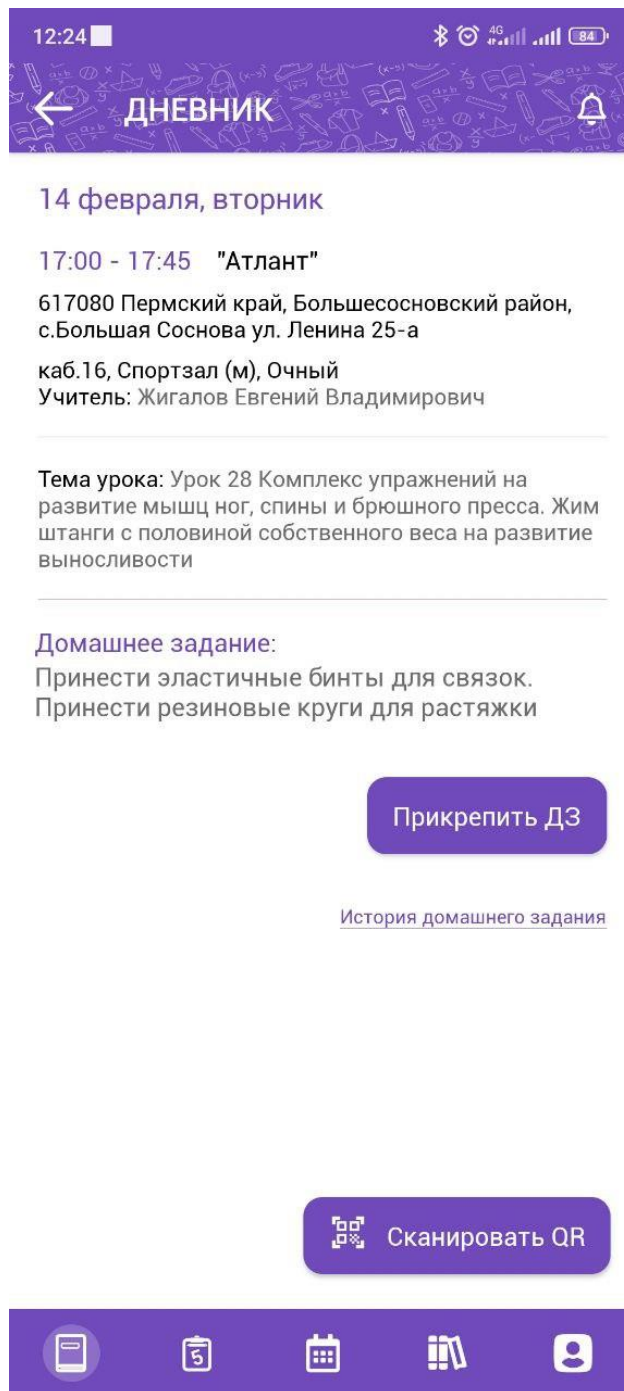 12:24
4G
84
ДНЕВНИК
14 февраля, вторник
17:00 - 17:45 "Атлант"
617080 Пермский край, Большесосновский район,
с.Большая Соснова ул. Ленина 25-а
каб.16, Спортзал (м), Очный
Учитель: Жигалов Евгений Владимирович
Тема урока: Урок 28 Комплекс упражнений на
развитие мышц ног, спины и брюшного пресса. Жим
штанги с половиной собственного веса на развитие
выносливости
Домашнее задание:
Принести эластичные бинты для связок.
Принести резиновые круги для растяжки
Прикрепить ДЗ
История домашнего задания
Сканировать QR
5